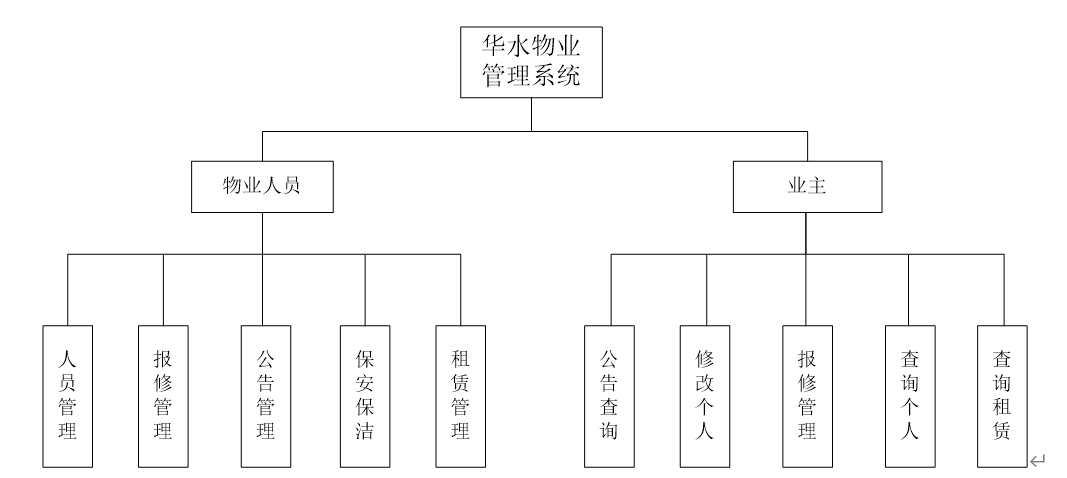 华水物业
管理系统
物业人员
业主
人员管理
报修管理
公告管理
保安保洁
租赁管理
公告查询
修改个人
报修管理
查询个人
查询租赁